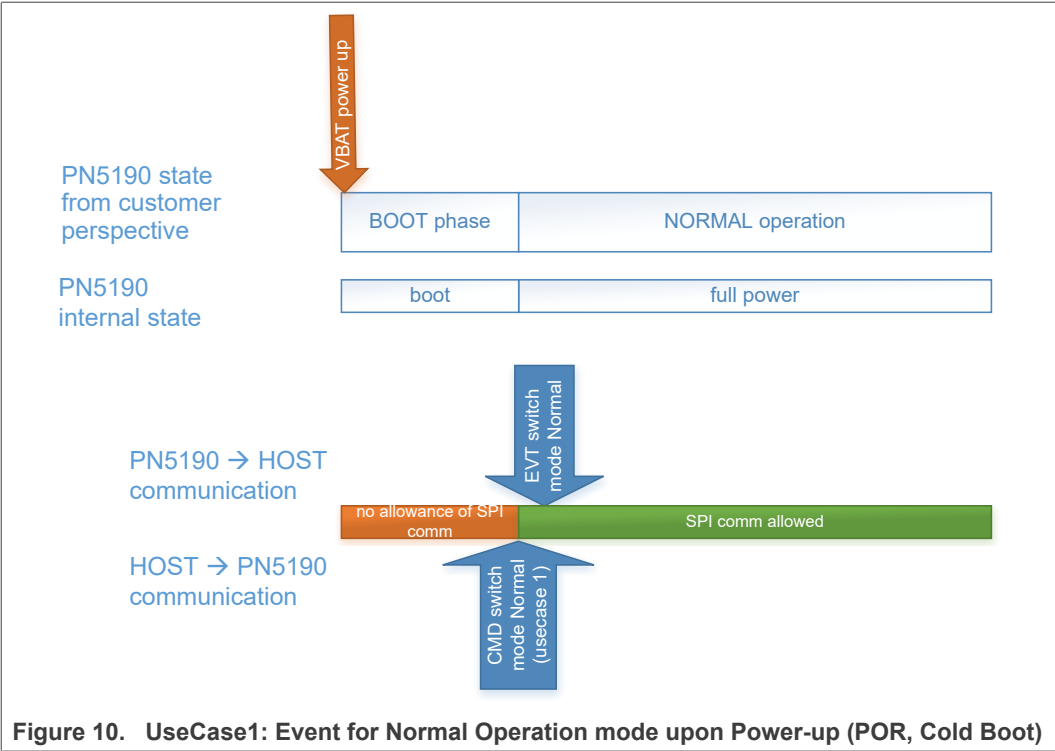 VBAT power up
PN5190 state
from customer
perspective
BOOT phase
NORMAL operation
PN5190
internal state
boot
full power
EVT switch
mode Normal
PN5190 → HOST
communication
no allowance of SPI
comm
SPI comm allowed
HOST → PN5190
communication
CMD switch
mode Normal
(usecase 1)
Figure 10. UseCase1: Event for Normal Operation mode upon Power-up (POR, Cold Boot)